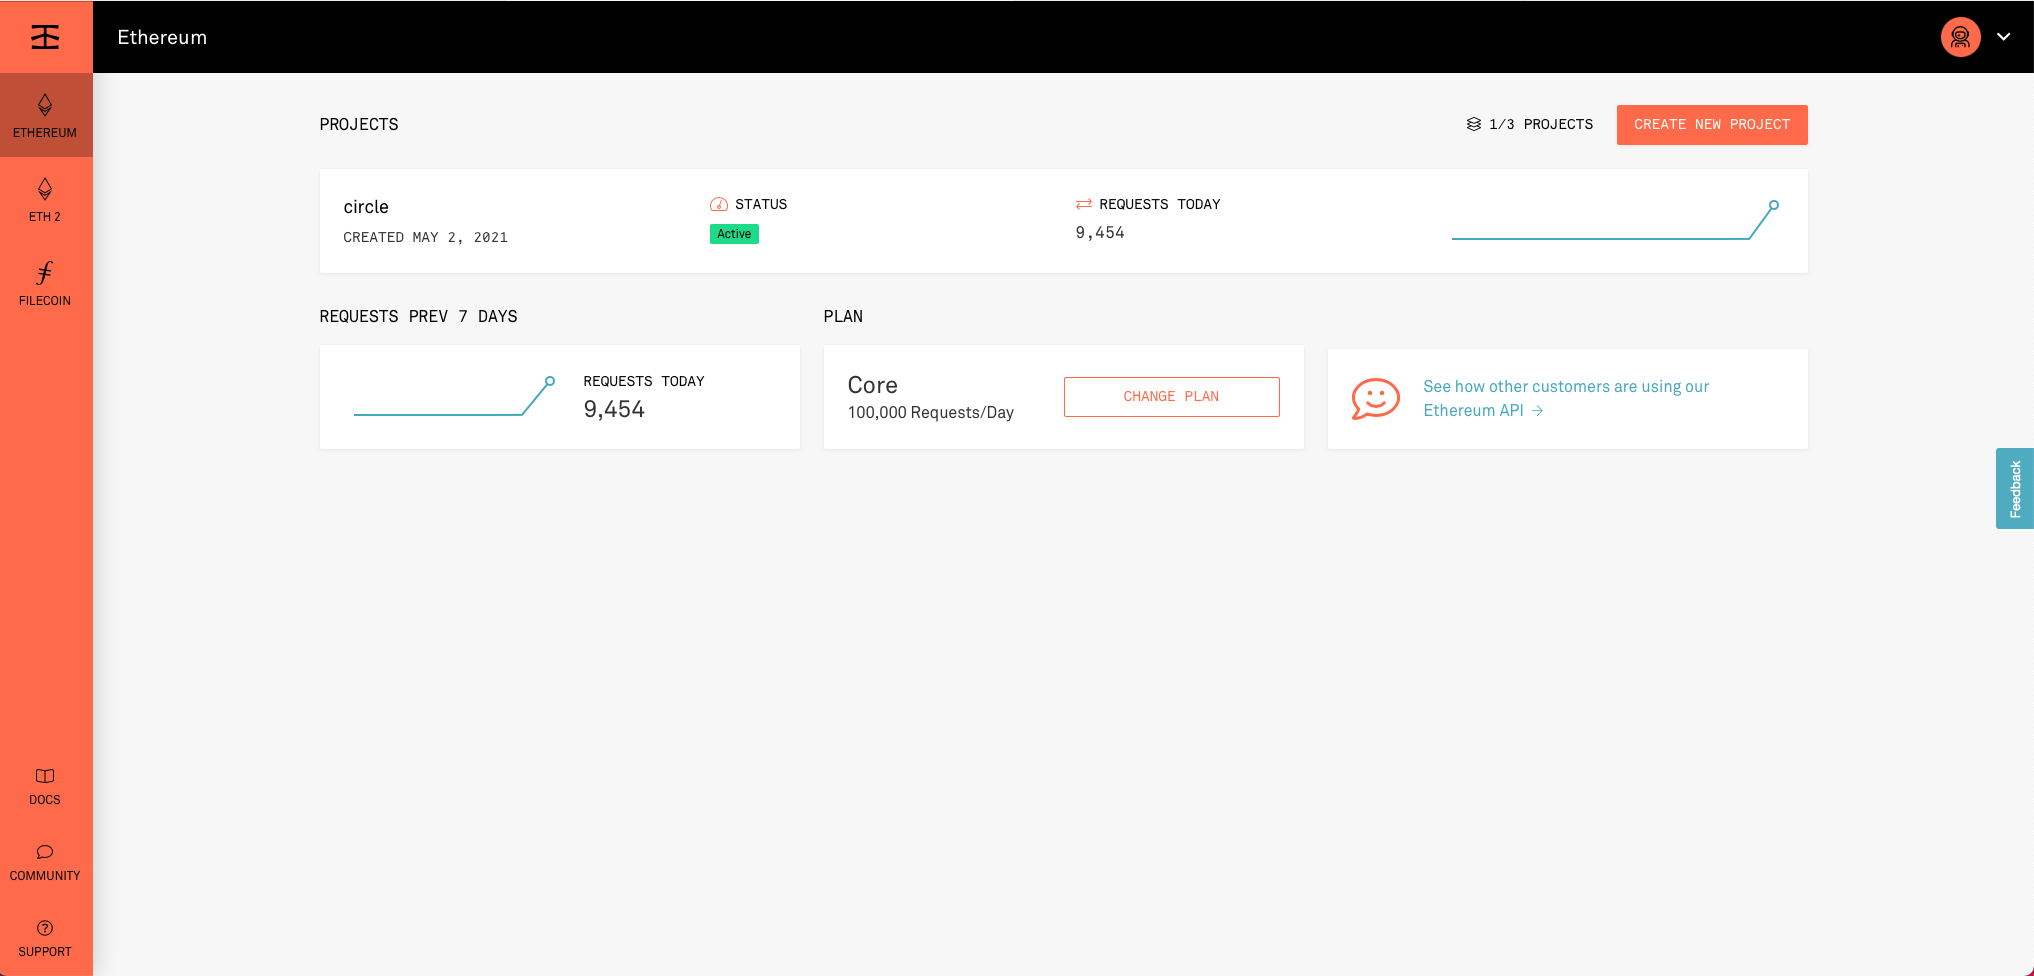 Ethereum
ETHEREUM
ETH 2
FILECOIN
DOCS
COMMUNITY
SUPPORT
PROJECTS
1/3 PROJECTS
CREATE NEW PROJECT
circle
CREATED MAY 2, 2021
STATUS
Active
REQUESTS TODAY
9,454
REQUESTS PREV 7 DAYS
REQUESTS TODAY
9,454
PLAN
Core
100,000 Requests/Day
CHANGE PLAN
See how other customers are using our
Ethereum API →
Feedback